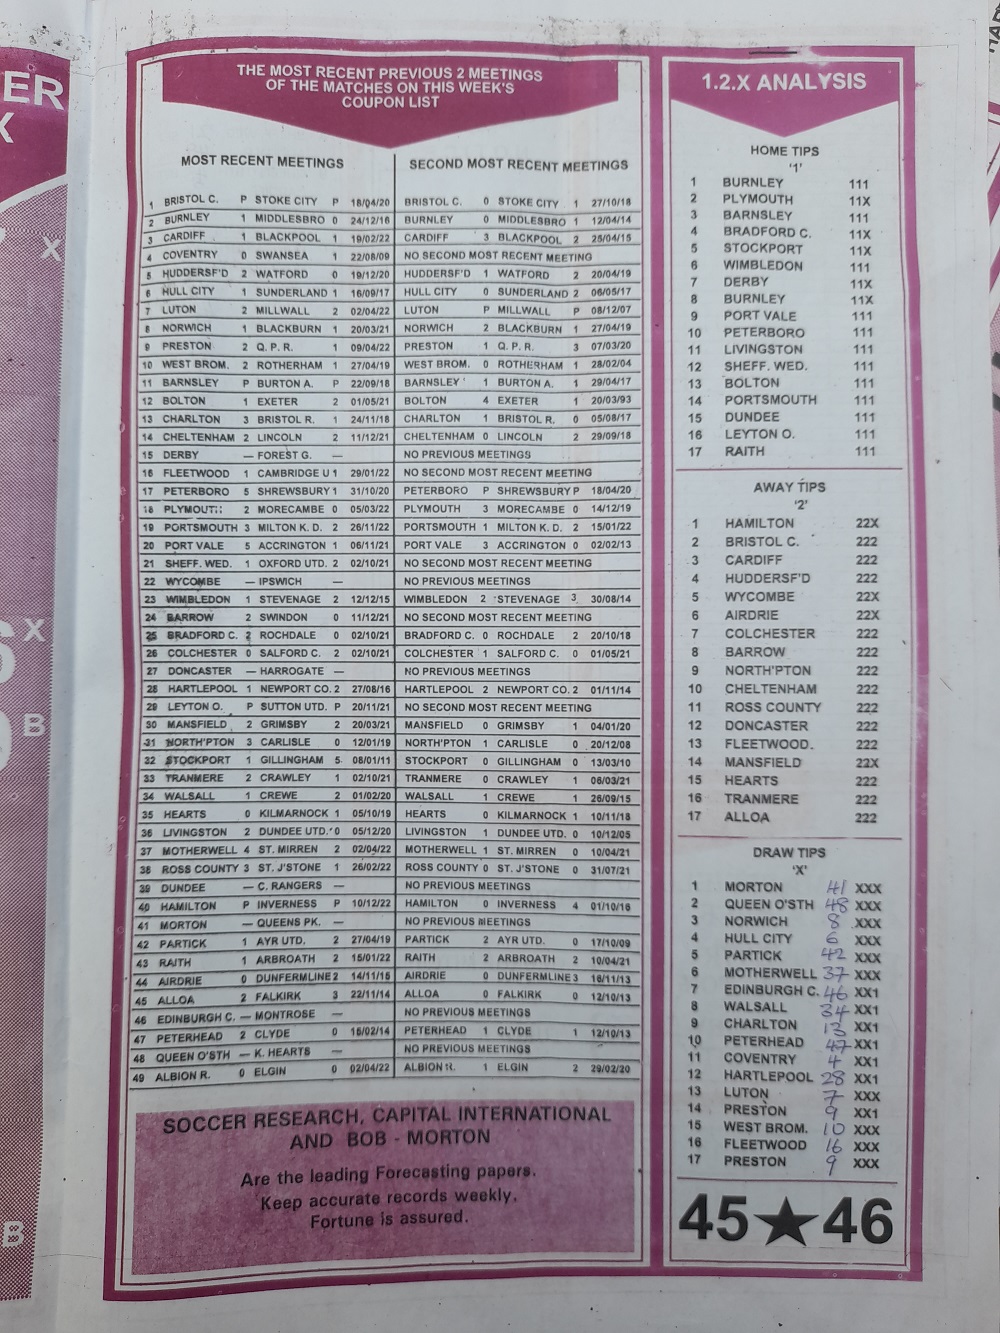 ER
X
X
X
B
B
THE MOST RECENT PREVIOUS 2 MEETINGS
OF THE MATCHES ON THIS WEEK'S
COUPON LIST
MOST RECENT MEETINGS SECOND MOST RECENT MEETINGS
1 BRISTOL C. P STOKE CITY P 18/04/20 BRISTOL C. 0 STOKE CITY 1 27/10/18
2 BURNLEY 1 MIDDLESBRO 0 24/12/16 BURNLEY 0 MIDDLESBRO 1 12/04/14
3 CARDIFF 1 BLACKPOOL 1 19/02/22 CARDIFF 3 BLACKPOOL 2 25/04/15
4 COVENTRY 0 SWANSEA 1 22/08/09 NO SECOND MOST RECENT MEETING
5 HUDDERSF'D 2 WATFORD 0 19/12/20 HUDDERSF'D 1 WATFORD 2 20/04/19
6 HULL CITY 1 SUNDERLAND 1 16/09/17 HULL CITY 0 SUNDERLAND 2 06/05/17
7 LUTON 2 MILLWALL 2 02/04/22 LUTON P MILLWALL P 08/12/07
8 NORWICH 1 BLACKBURN 1 20/03/21 NORWICH 2 BLACKBURN 1 27/04/19
9 PRESTON 2 Q. P. R. 1 09/04/22 PRESTON 1 Q. P. R. 3 07/03/20
10 WEST BROM. 2 ROTHERHAM 1 27/04/19 WEST BROM. 0 ROTHERHAM 1 28/02/04
11 BARNSLEY P BURTON A. P 22/09/18 BARNSLEY 1 BURTON A. 1 29/04/17
12 BOLTON 1 EXETER 2 01/05/21 BOLTON 4 EXETER 1 20/03/93
13 CHARLTON 3 BRISTOL R. 1 24/11/18 CHARLTON 1 BRISTOL R. 0 05/08/17
14 CHELTENHAM 2 LINCOLN 2 11/12/21 CHELTENHAM 0 LINCOLN 2 29/09/18
15 DERBY — FOREST G. — NO PREVIOUS MEETINGS
16 FLEETWOOD 1 CAMBRIDGE U 1 29/01/22 NO SECOND MOST RECENT MEETING
17 PETERBORO 5 SHREWSBURY 1 31/10/20 PETERBORO P SHREWSBURY P 18/04/20
18 PLYMOUTH 2 MORECAMBE 0 05/03/22 PLYMOUTH 3 MORECAMBE 0 14/12/19
19 PORTSMOUTH 3 MILTON K. D. 2 26/11/22 PORTSMOUTH 1 MILTON K. D. 2 15/01/22
20 PORT VALE 5 ACCRINGTON 1 06/11/21 PORT VALE 3 ACCRINGTON 0 02/02/13
21 SHEFF. WED. 1 OXFORD UTD. 2 02/10/21 NO SECOND MOST RECENT MEETING
22 WYCOMBE — IPSWICH — NO PREVIOUS MEETINGS
23 WIMBLEDON 1 STEVENAGE 2 12/12/15 WIMBLEDON 2 STEVENAGE 3 30/08/14
24 BARROW 2 SWINDON 0 11/12/21 NO SECOND MOST RECENT MEETING
25 BRADFORD C. 2 ROCHDALE 0 02/10/21 BRADFORD C. 0 ROCHDALE 2 20/10/18
26 COLCHESTER 0 SALFORD C. 2 02/10/21 COLCHESTER 1 SALFORD C. 0 01/05/21
27 DONCASTER — HARROGATE — NO PREVIOUS MEETINGS
28 HARTLEPOOL 1 NEWPORT CO. 2 27/08/16 HARTLEPOOL 2 NEWPORT CO. 2 01/11/14
29 LEYTON O. P SUTTON UTD. P 20/11/21 NO SECOND MOST RECENT MEETING
30 MANSFIELD 2 GRIMSBY 2 20/03/21 MANSFIELD 0 GRIMSBY 1 04/01/20
31 NORTH'PTON 3 CARLISLE 0 12/01/19 NORTH'PTON 1 CARLISLE 0 20/12/08
32 STOCKPORT 1 GILLINGHAM 5 08/01/11 STOCKPORT 0 GILLINGHAM 0 13/03/10
33 TRANMERE 2 CRAWLEY 1 02/10/21 TRANMERE 0 CRAWLEY 1 06/03/21
34 WALSALL 1 CREWE 2 01/02/20 WALSALL 1 CREWE 1 26/09/15
35 HEARTS 0 KILMARNOCK 1 05/10/19 HEARTS 0 KILMARNOCK 1 10/11/18
36 LIVINGSTON 2 DUNDEE UTD. 0 05/12/20 LIVINGSTON 1 DUNDEE UTD. 0 10/12/05
37 MOTHERWELL 4 ST. MIRREN 2 02/04/22 MOTHERWELL 1 ST. MIRREN 0 10/04/21
38 ROSS COUNTY 3 ST. J'STONE 1 26/02/22 ROSS COUNTY 0 ST. J'STONE 0 31/07/21
39 DUNDEE — C. RANGERS — NO PREVIOUS MEETINGS
40 HAMILTON P INVERNESS P 10/12/22 HAMILTON 0 INVERNESS 4 01/10/16
41 MORTON — QUEENS PK. — NO PREVIOUS MEETINGS
42 PARTICK 1 AYR UTD. 2 27/04/19 PARTICK 2 AYR UTD. 0 17/10/09
43 RAITH 1 ARBROATH 2 15/01/22 RAITH 2 ARBROATH 2 10/04/21
44 AIRDRIE 0 DUNFERMLINE 2 14/11/15 AIRDRIE 0 DUNFERMLINE 3 16/11/13
45 ALLOA 2 FALKIRK 3 22/11/14 ALLOA 0 FALKIRK 0 12/10/13
46 EDINBURGH C. — MONTROSE — NO PREVIOUS MEETINGS
47 PETERHEAD 2 CLYDE 0 15/02/14 PETERHEAD 1 CLYDE 1 12/10/13
48 QUEEN O'STH — K. HEARTS — NO PREVIOUS MEETINGS
49 ALBION R. 0 ELGIN 0 02/04/22 ALBION R. 1 ELGIN 2 29/02/20
SOCCER RESEARCH, CAPITAL INTERNATIONAL
AND BOB - MORTON
Are the leading Forecasting papers.
Keep accurate records weekly.
Fortune is assured.
1.2.X ANALYSIS
HOME TIPS
'1'
1 BURNLEY 111
2 PLYMOUTH 11X
3 BARNSLEY 111
4 BRADFORD C. 11X
5 STOCKPORT 11X
6 WIMBLEDON 111
7 DERBY 11X
8 BURNLEY 11X
9 PORT VALE 111
10 PETERBORO 111
11 LIVINGSTON 111
12 SHEFF. WED. 111
13 BOLTON 111
14 PORTSMOUTH 111
15 DUNDEE 111
16 LEYTON O. 111
17 RAITH 111
AWAY TIPS
'2'
1 HAMILTON 22X
2 BRISTOL C. 222
3 CARDIFF 222
4 HUDDERSF'D 222
5 WYCOMBE 22X
6 AIRDRIE 22X
7 COLCHESTER 222
8 BARROW 222
9 NORTH'PTON 222
10 CHELTENHAM 222
11 ROSS COUNTY 222
12 DONCASTER 222
13 FLEETWOOD. 222
14 MANSFIELD 22X
15 HEARTS 222
16 TRANMERE 222
17 ALLOA 222
DRAW TIPS
'X'
1 MORTON 41 XXX
2 QUEEN O'STH 48 XXX
3 NORWICH 8 XXX
4 HULL CITY 6 XXX
5 PARTICK 42 XXX
6 MOTHERWELL 37 XXX
7 EDINBURGH C. 46 XX1
8 WALSALL 34 XX1
9 CHARLTON 13 XX1
10 PETERHEAD 47 XX1
11 COVENTRY 4 XX1
12 HARTLEPOOL 28 XX1
13 LUTON 7 XXX
14 PRESTON 9 XX1
15 WEST BROM. 10 XXX
16 FLEETWOOD 16 XXX
17 PRESTON 9 XXX
45★46